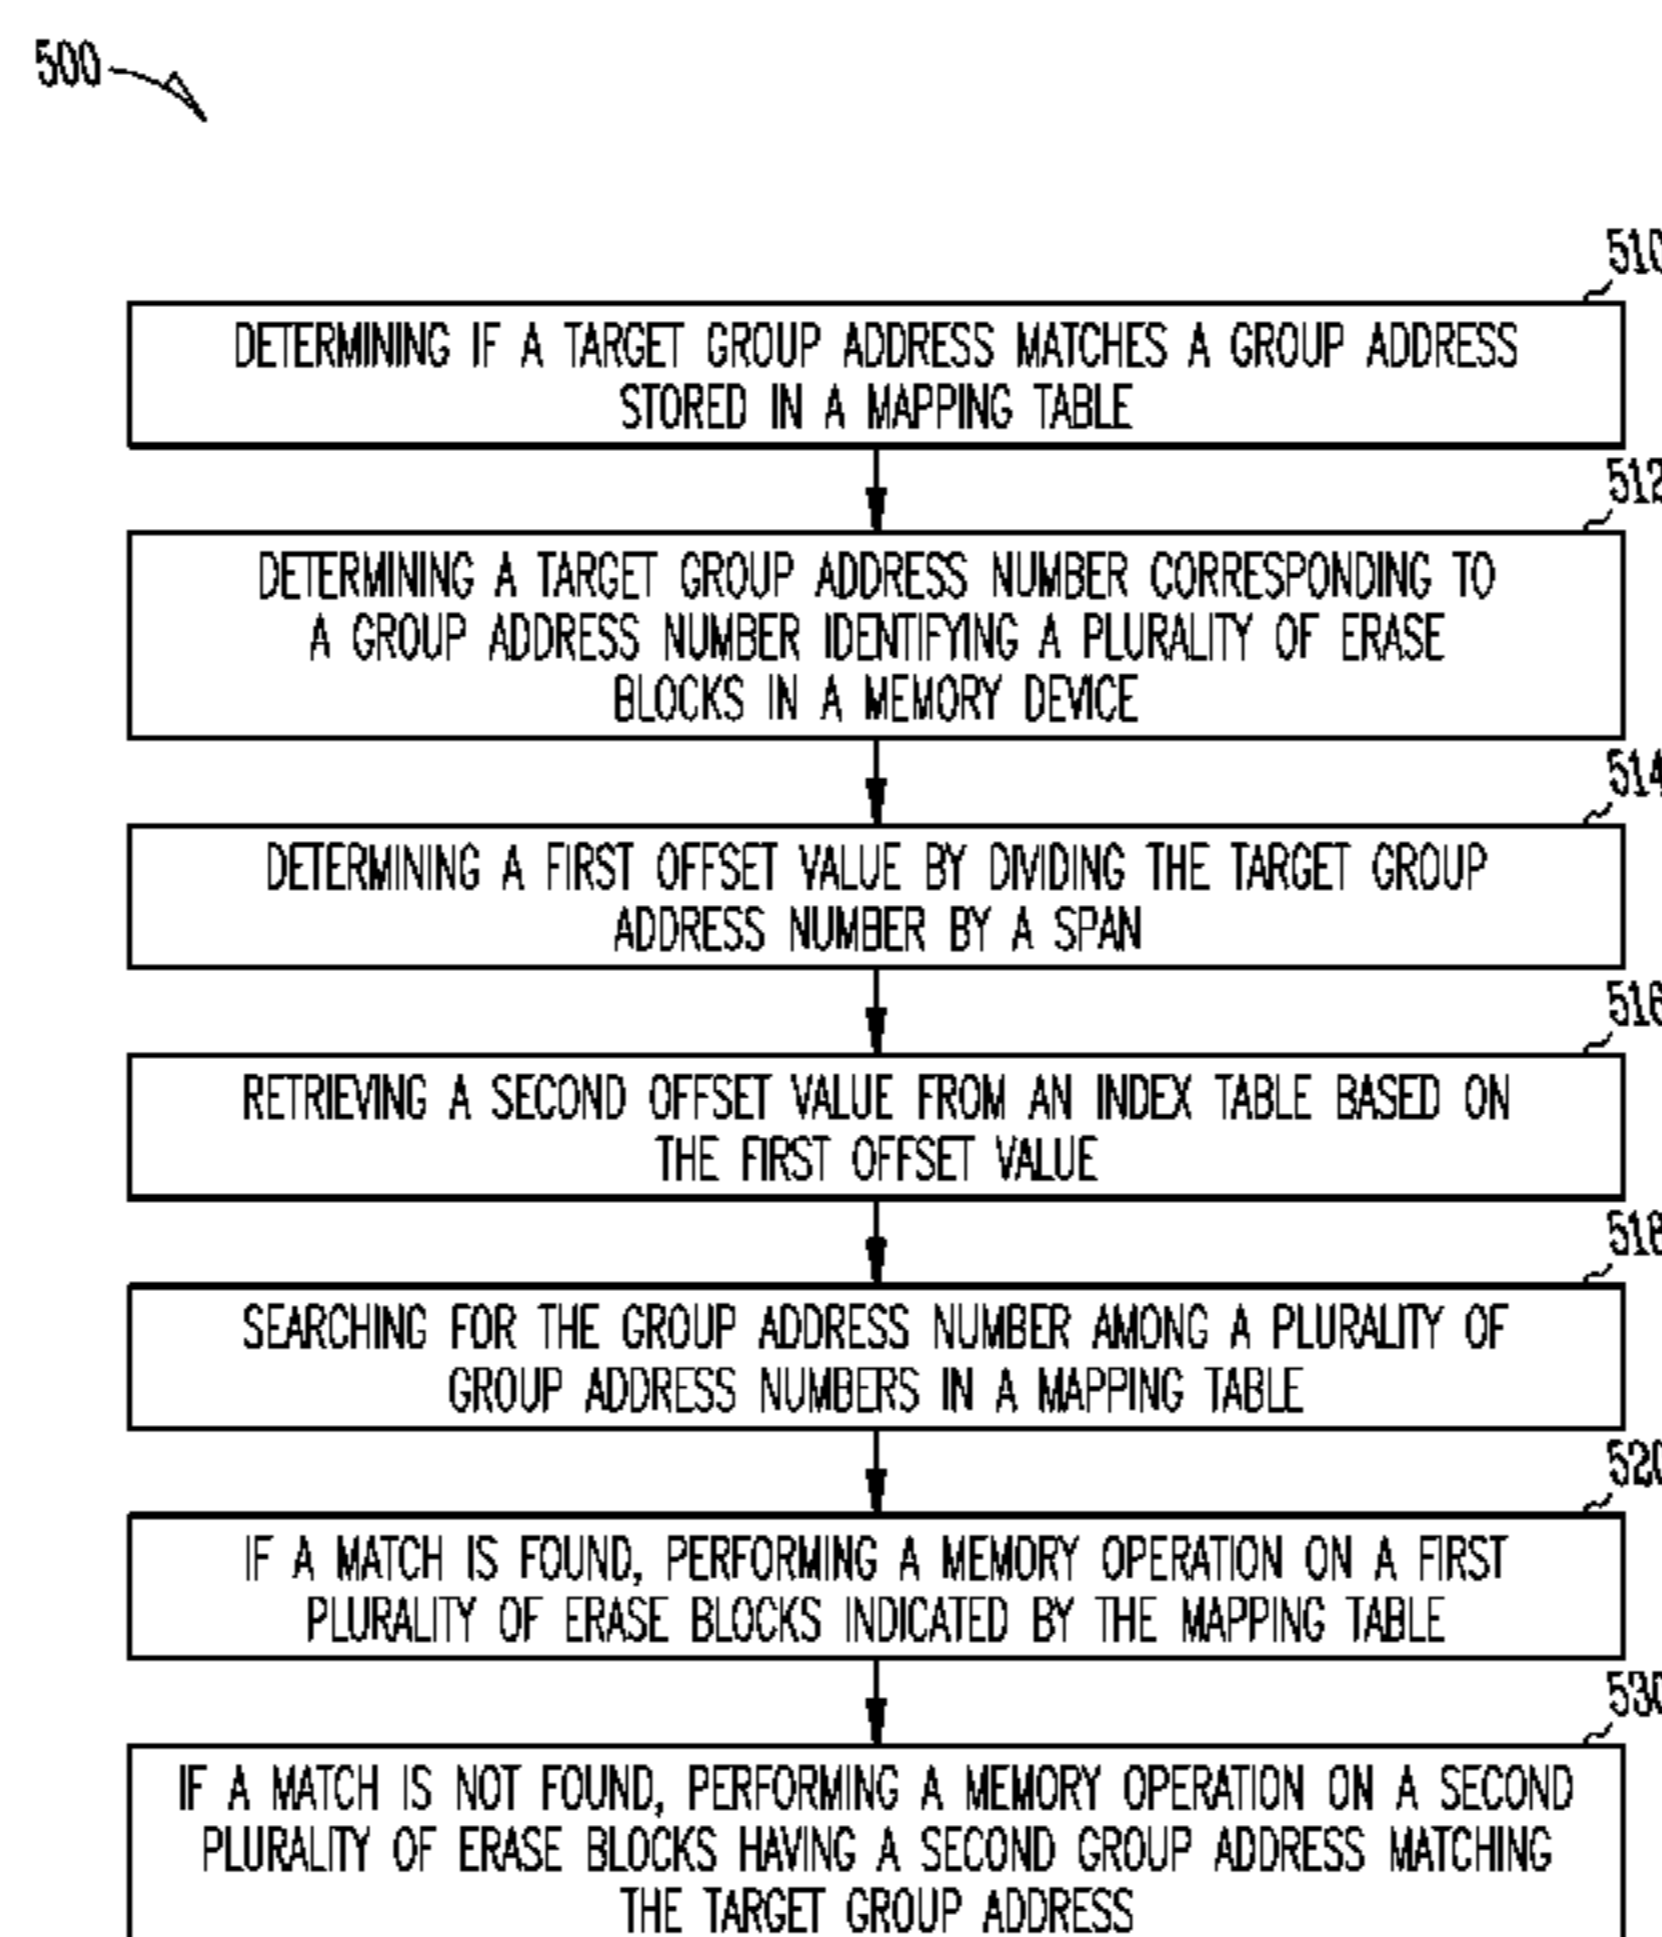 500
510
DETERMINING IF A TARGET GROUP ADDRESS MATCHES A GROUP ADDRESS
STORED IN A MAPPING TABLE
512
DETERMINING A TARGET GROUP ADDRESS NUMBER CORRESPONDING TO
A GROUP ADDRESS NUMBER IDENTIFYING A PLURALITY OF ERASE
BLOCKS IN A MEMORY DEVICE
514
DETERMINING A FIRST OFFSET VALUE BY DIVIDING THE TARGET GROUP
ADDRESS NUMBER BY A SPAN
516
RETRIEVING A SECOND OFFSET VALUE FROM AN INDEX TABLE BASED ON
THE FIRST OFFSET VALUE
518
SEARCHING FOR THE GROUP ADDRESS NUMBER AMONG A PLURALITY OF
GROUP ADDRESS NUMBERS IN A MAPPING TABLE
520
IF A MATCH IS FOUND, PERFORMING A MEMORY OPERATION ON A FIRST
PLURALITY OF ERASE BLOCKS INDICATED BY THE MAPPING TABLE
530
IF A MATCH IS NOT FOUND, PERFORMING A MEMORY OPERATION ON A SECOND
PLURALITY OF ERASE BLOCKS HAVING A SECOND GROUP ADDRESS MATCHING
THE TARGET GROUP ADDRESS